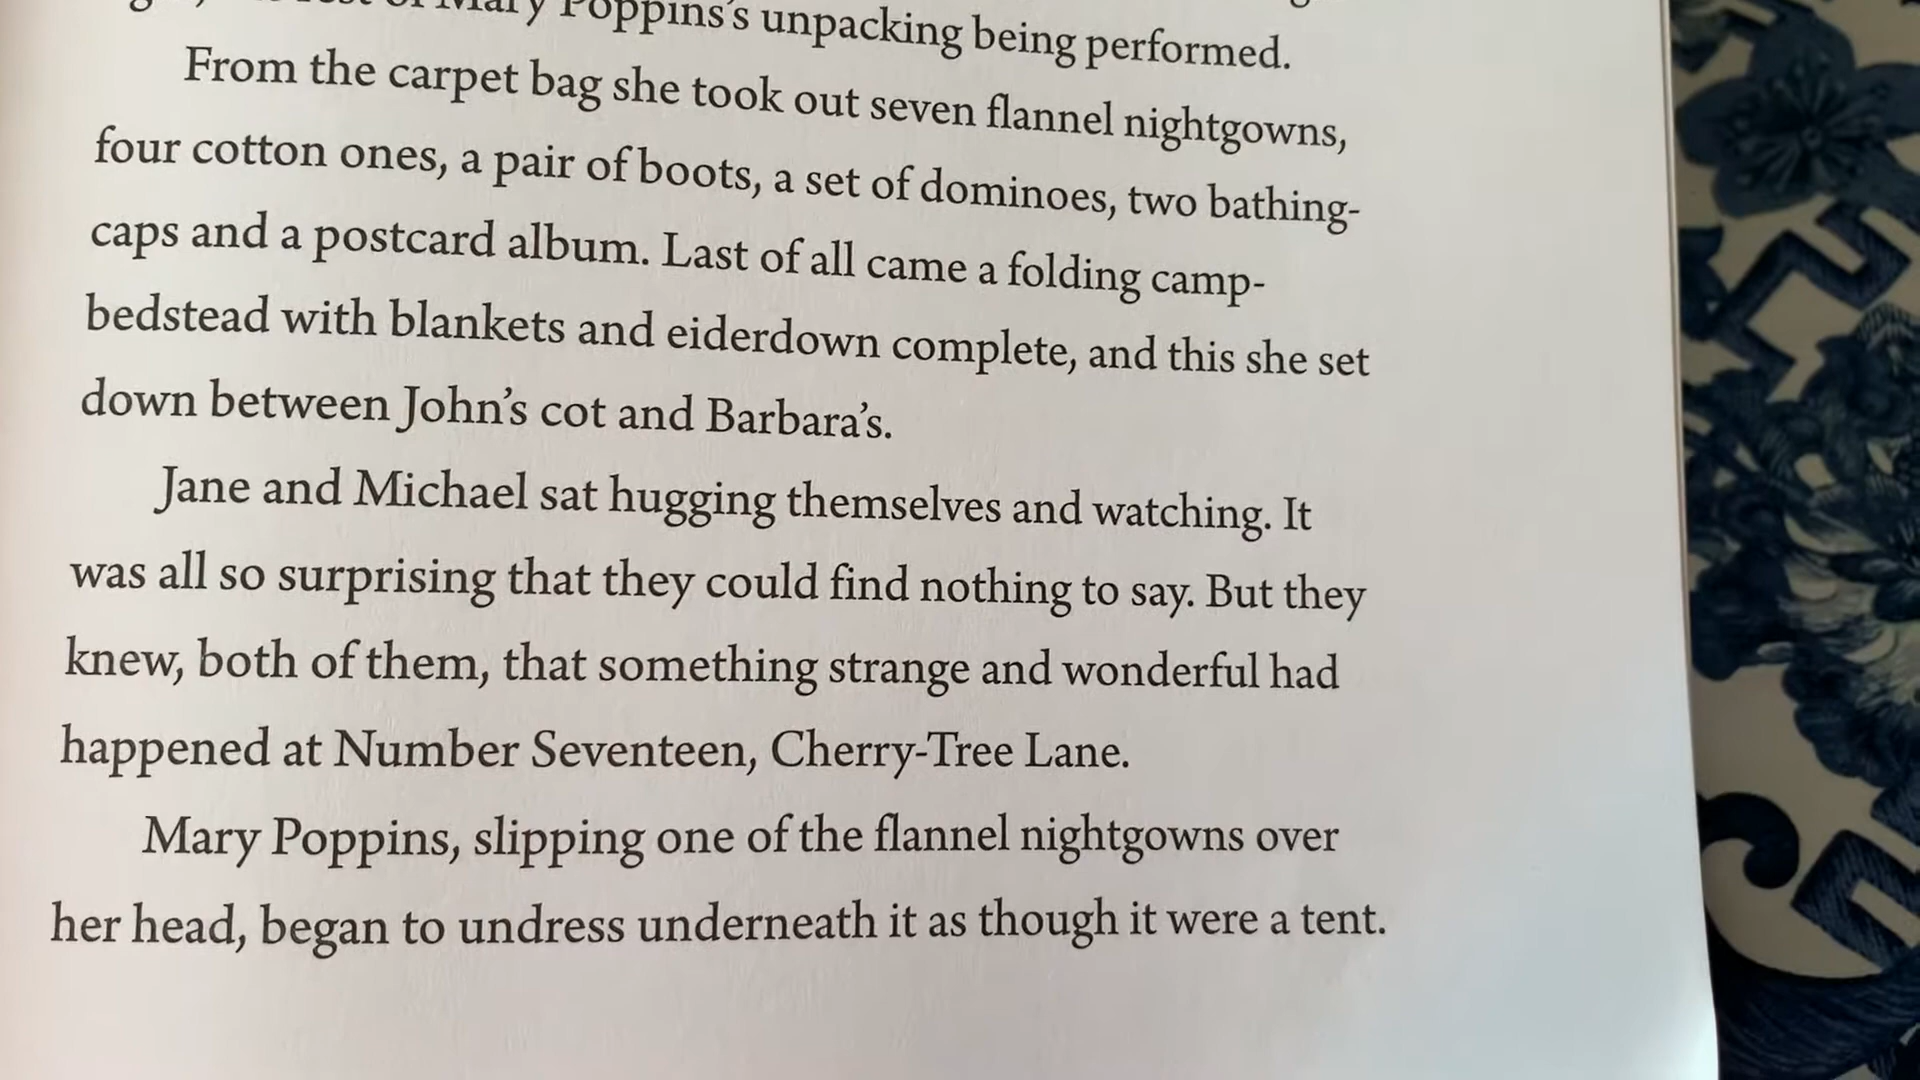 of Mary Poppins's unpacking being performed.
From the carpet bag she took out seven flannel nightgowns,
four cotton ones, a pair of boots, a set of dominoes, two bathing-
caps and a postcard album. Last of all came a folding camp-
bedstead with blankets and eiderdown complete, and this she set
down between John's cot and Barbara's.
Jane and Michael sat hugging themselves and watching. It
was all so surprising that they could find nothing to say. But they
knew, both of them, that something strange and wonderful had
happened at Number Seventeen, Cherry-Tree Lane.
Mary Poppins, slipping one of the flannel nightgowns over
her head, began to undress underneath it as though it were a tent.